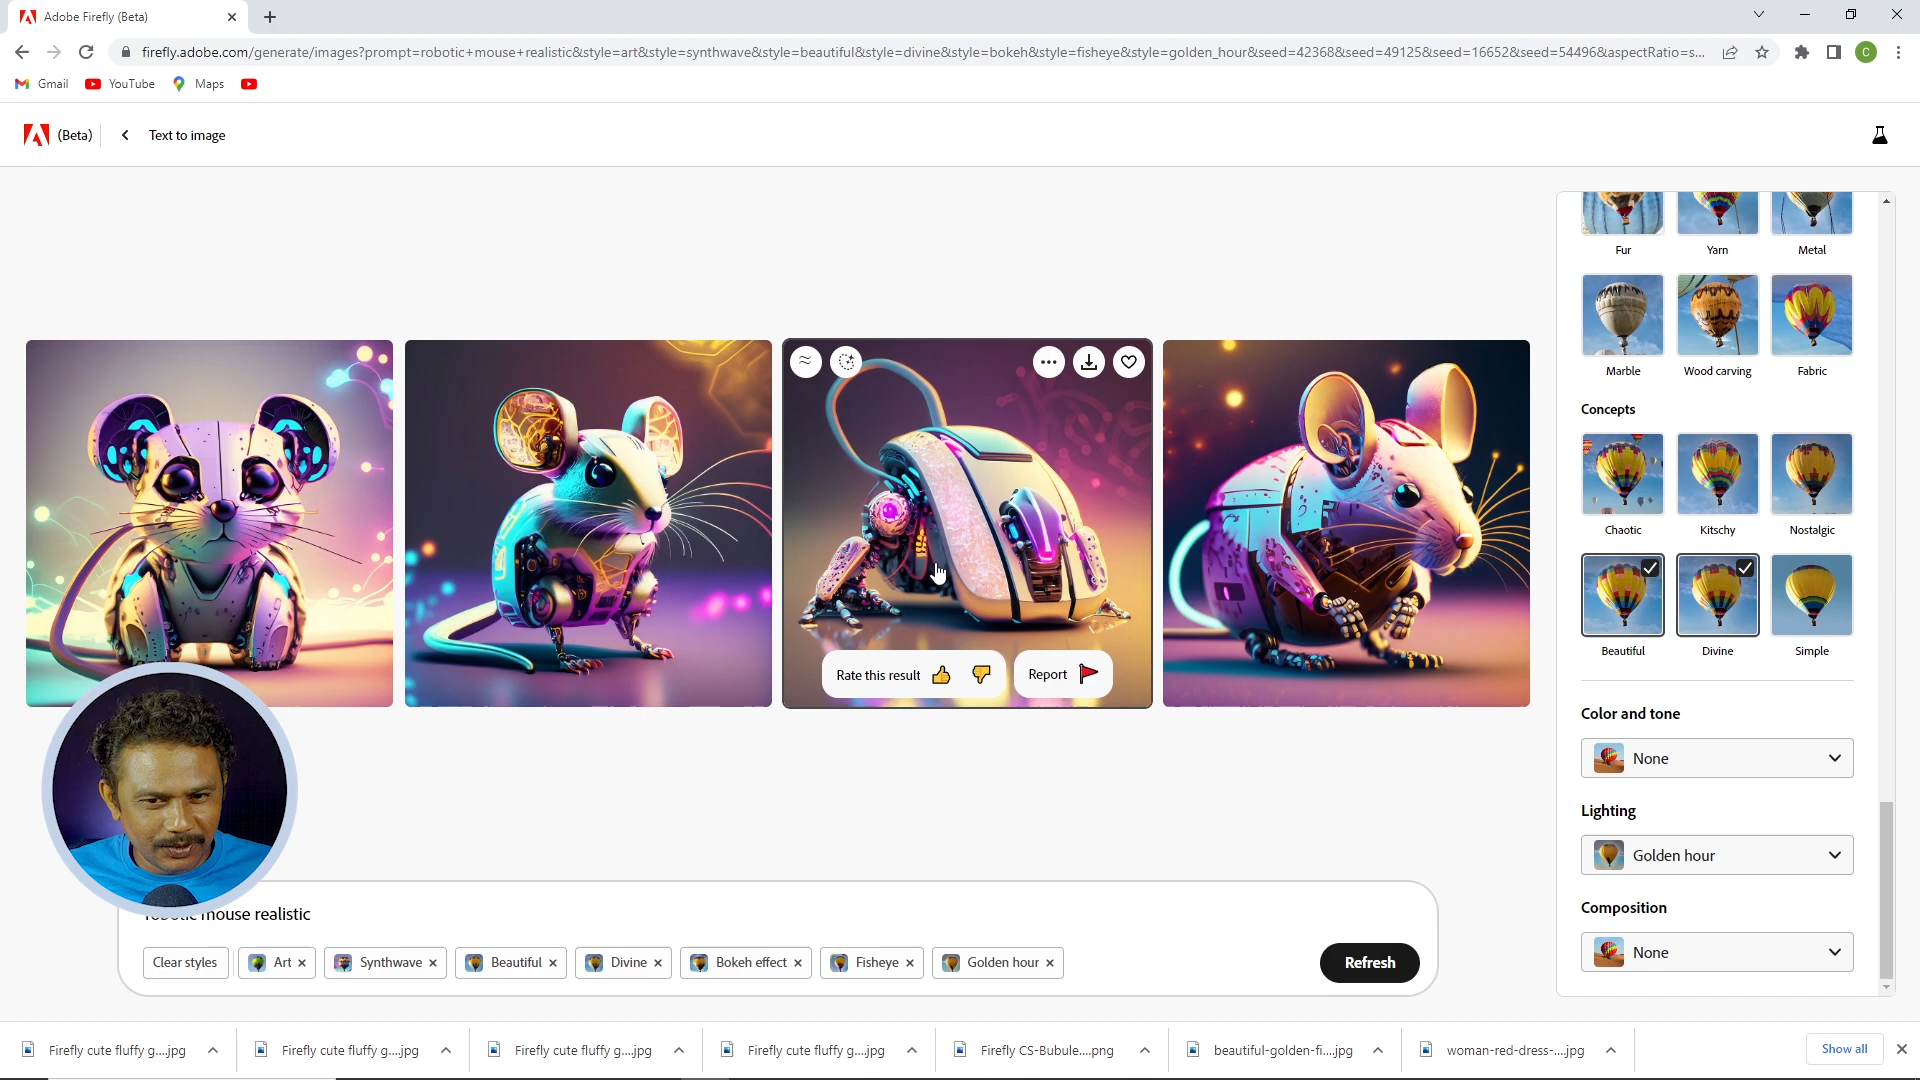 Adobe Firefly (Beta)
firefly.adobe.com/generate/images?prompt=robotic+mouse+realistic&style=art&style=synthwave&style=beautiful&style=divine&style=bokeh&style=fisheye&style=golden_hour&seed=42368&seed=49125&seed=16652&seed=54496&aspectRatio=s...
C
Gmail
YouTube
Maps
(Beta)
Text to image
Fur
Yarn
Metal
Marble
Wood carving
Fabric
Concepts
Chaotic
Kitschy
Nostalgic
Beautiful
Divine
Simple
Rate this result
Report
Color and tone
None
Lighting
Golden hour
Composition
None
robotic mouse realistic
Clear styles
Art
Synthwave
Beautiful
Divine
Bokeh effect
Fisheye
Golden hour
Refresh
Firefly cute fluffy g....jpg
Firefly cute fluffy g....jpg
Firefly cute fluffy g....jpg
Firefly cute fluffy g....jpg
Firefly CS-Bubule....png
beautiful-golden-fi....jpg
woman-red-dress-....jpg
Show all